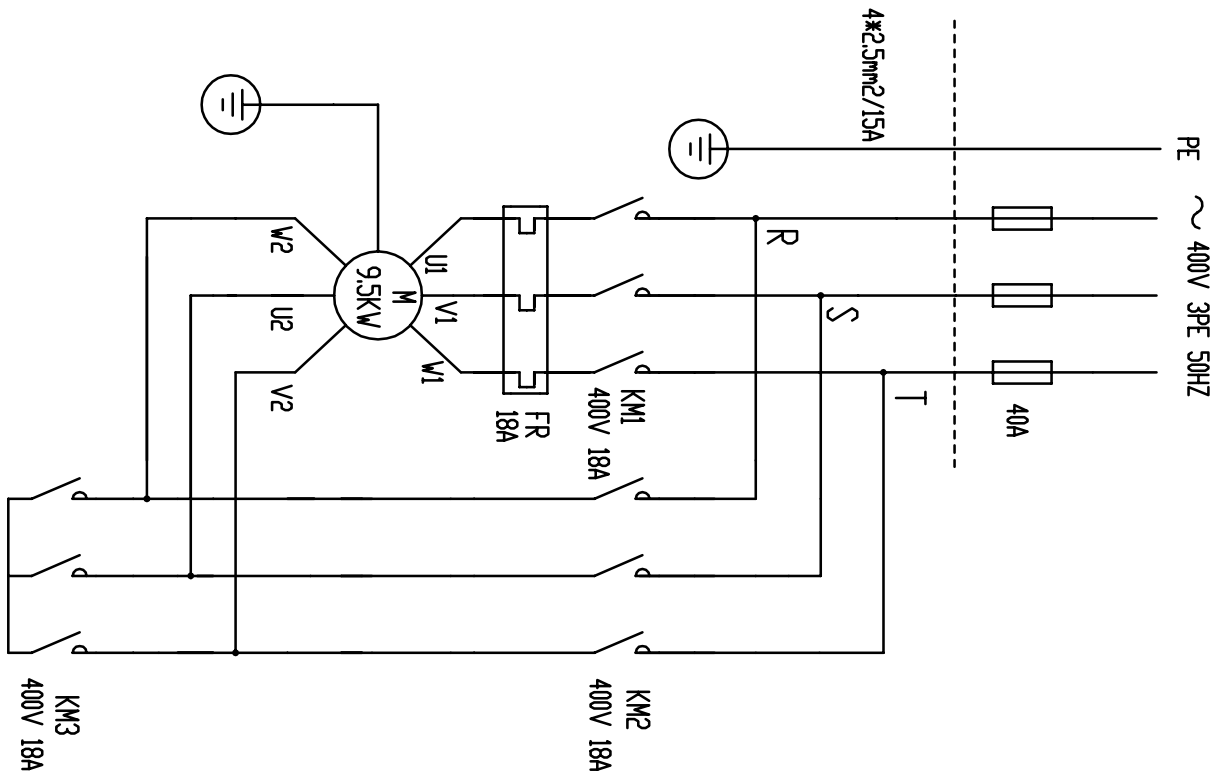 PE ~ 400V 3PE 50HZ
40A
4*2.5mm2/15A
R
S
T
KM1
400V 18A
FR
18A
U1
V1
W1
M
9.5KW
W2
U2
V2
KM2
400V 18A
KM3
400V 18A